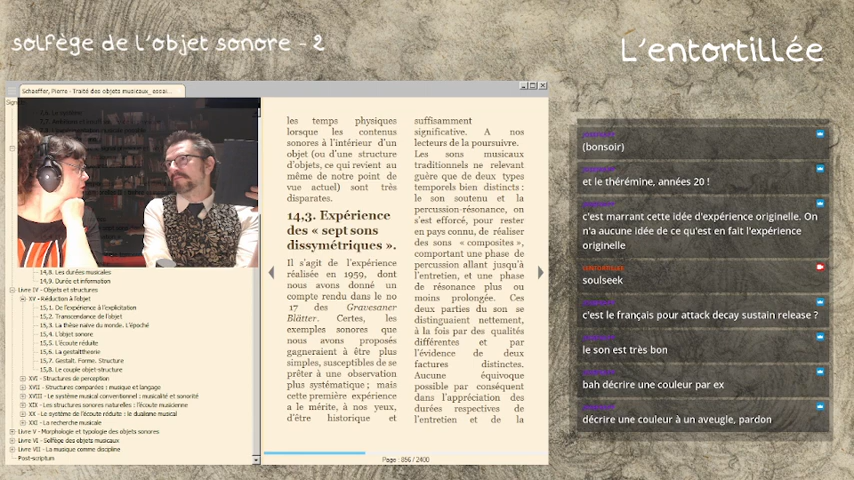 solfège de l'objet sonore - 2
L'entortillée
Schaeffer, Pierre - Traité des objets musicaux_ essai...
14,8. Les durées musicales
14,9. Durée et information
Livre IV - Objets et structures
XV - Réduction à l'objet
15,1. De l'expérience à l'explicitation
15,2. Transcendance de l'objet
15,3. La thèse naïve du monde. L'épochè
15,4. L'objet sonore
15,5. L'écoute réduite
15,6. La gestalttheorie
15,7. Gestalt. Forme. Structure
15,8. Le couple objet-structure
XVI - Structures de perception
XVII - Structures comparées : musique et langage
XVIII - Le système musical conventionnel : musicalité et sonorité
XIX - Les structures sonores naturelles : l'écoute musicienne
XX - Le système de l'écoute réduite : le dualisme musical
XXI - La recherche musicale
Livre V - Morphologie et typologie des objets sonores
Livre VI - Solfège des objets musicaux
Livre VII - La musique comme discipline
Post-scriptum
les temps physiques
lorsque les contenus
sonores à l'intérieur d'un
objet (ou d'une structure
d'objets, ce qui revient au
même de notre point de
vue actuel) sont très
disparates.
14,3. Expérience
des « sept sons
dissymétriques ».
Il s'agit de l'expérience
réalisée en 1959, dont
nous avons donné un
compte rendu dans le no
17 des Gravesaner
Blätter. Certes, les
exemples sonores que
nous avons proposés
gagneraient à être plus
simples, susceptibles de se
prêter à une observation
plus systématique ; mais
cette première expérience
a le mérite, à nos yeux,
d'être historique et
suffisamment
significative. A nos
lecteurs de la poursuivre.
Les sons musicaux
traditionnels ne relevant
guère que de deux types
temporels bien distincts :
le son soutenu et la
percussion-résonance, on
s'est efforcé, pour rester
en pays connu, de réaliser
des sons « composites »,
comportant une phase de
percussion allant jusqu'à
l'entretien, et une phase
de résonance plus ou
moins prolongée. Ces
deux parties du son se
distinguaient nettement,
à la fois par des qualités
différentes et par
l'évidence de deux
factures distinctes.
Aucune équivoque
possible par conséquent
dans l'appréciation des
durées respectives de
l'entretien et de la
Page : 856 / 2400
(bonsoir)
et le thérémine, années 20 !
c'est marrant cette idée d'expérience originelle. On
n'a aucune idée de ce qu'est en fait l'expérience
originelle
soulseek
c'est le français pour attack decay sustain release ?
le son est très bon
bah décrire une couleur par ex
décrire une couleur à un aveugle, pardon